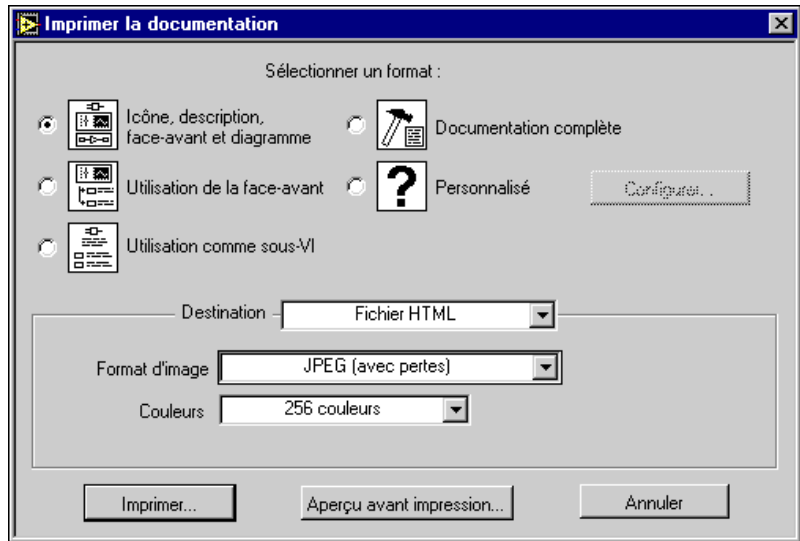 Imprimer la documentation
Sélectionner un format :
Icône, description,
face-avant et diagramme
Documentation complète
Utilisation de la face-avant
Personnalisé
Configurer...
Utilisation comme sous-VI
Destination
Fichier HTML
Format d'image
JPEG (avec pertes)
Couleurs
256 couleurs
Imprimer...
Aperçu avant impression...
Annuler